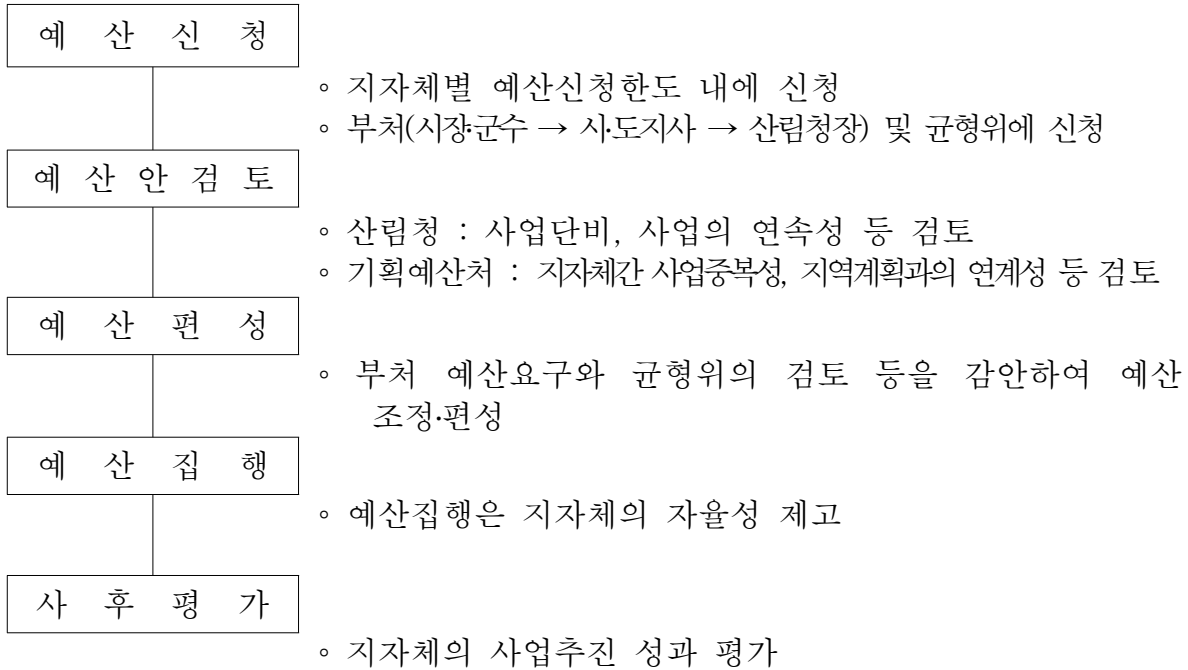 예 산 신 청
◦ 지자체별 예산신청한도 내에 신청
◦ 부처(시장·군수 → 시·도지사 → 산림청장) 및 균형위에 신청
예 산 안 검 토
◦ 산림청 : 사업단비, 사업의 연속성 등 검토
◦ 기획예산처 : 지자체간 사업중복성, 지역계획과의 연계성 등 검토
예 산 편 성
◦ 부처 예산요구와 균형위의 검토 등을 감안하여 예산
조정·편성
예 산 집 행
◦ 예산집행은 지자체의 자율성 제고
사 후 평 가
◦ 지자체의 사업추진 성과 평가